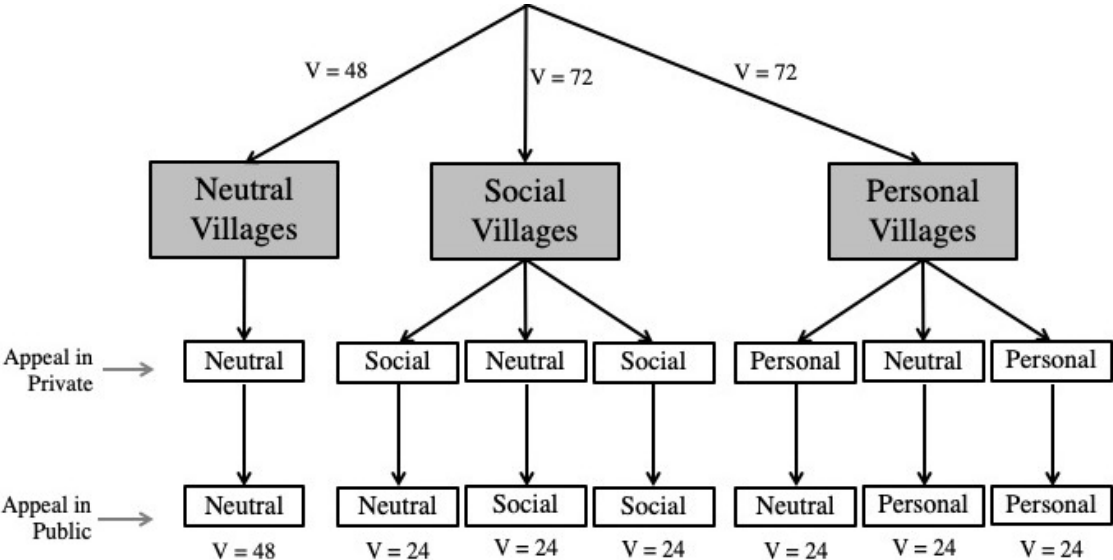 V = 48
V = 72
V = 72
Neutral
Villages
Social
Villages
Personal
Villages
Appeal in
Private
Neutral
Social
Neutral
Social
Personal
Neutral
Personal
Appeal in
Public
Neutral
Neutral
Social
Social
Neutral
Personal
Personal
V = 48
V = 24
V = 24
V = 24
V = 24
V = 24
V = 24